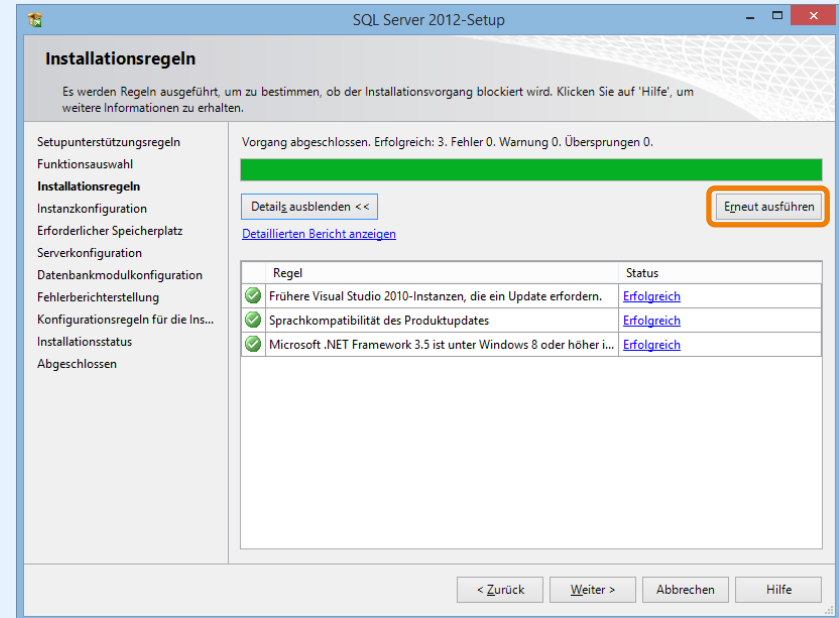 SQL Server 2012-Setup
Installationsregeln
Es werden Regeln ausgeführt, um zu bestimmen, ob der Installationsvorgang blockiert wird. Klicken Sie auf 'Hilfe', um
weitere Informationen zu erhalten.
Setupunterstützungsregeln
Funktionsauswahl
Installationsregeln
Instanzkonfiguration
Erforderlicher Speicherplatz
Serverkonfiguration
Datenbankmodulkonfiguration
Fehlerberichterstellung
Konfigurationsregeln für die Ins...
Installationsstatus
Abgeschlossen
Vorgang abgeschlossen. Erfolgreich: 3. Fehler 0. Warnung 0. Übersprungen 0.
Details ausblenden <<
Erneut ausführen
Detaillierten Bericht anzeigen
Regel Status
Frühere Visual Studio 2010-Instanzen, die ein Update erfordern. Erfolgreich
Sprachkompatibilität des Produktupdates Erfolgreich
Microsoft .NET Framework 3.5 ist unter Windows 8 oder höher i... Erfolgreich
< Zurück Weiter > Abbrechen Hilfe